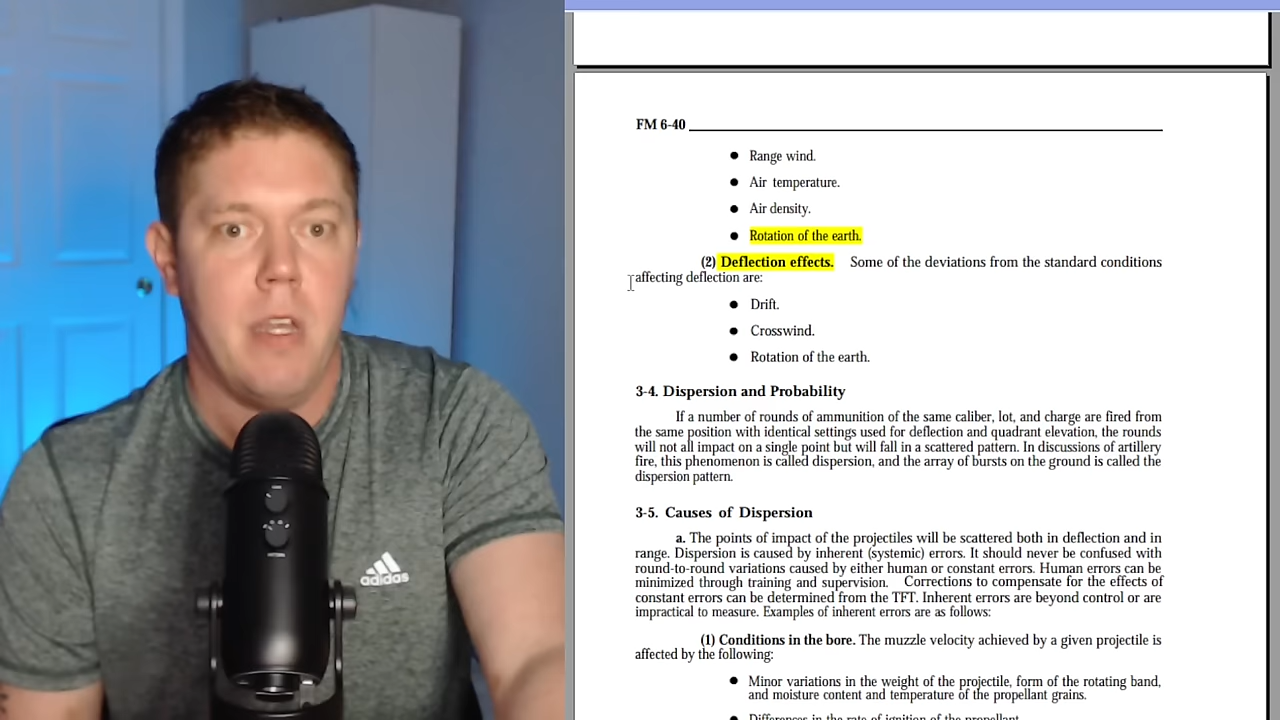 FM 6-40
● Range wind.
● Air temperature.
● Air density.
● Rotation of the earth.
(2) Deflection effects. Some of the deviations from the standard conditions
affecting deflection are:
● Drift.
● Crosswind.
● Rotation of the earth.
3-4. Dispersion and Probability
If a number of rounds of ammunition of the same caliber, lot, and charge are fired from
the same position with identical settings used for deflection and quadrant elevation, the rounds
will not all impact on a single point but will fall in a scattered pattern. In discussions of artillery
fire, this phenomenon is called dispersion, and the array of bursts on the ground is called the
dispersion pattern.
3-5. Causes of Dispersion
a. The points of impact of the projectiles will be scattered both in deflection and in
range. Dispersion is caused by inherent (systemic) errors. It should never be confused with
round-to-round variations caused by either human or constant errors. Human errors can be
minimized through training and supervision. Corrections to compensate for the effects of
constant errors can be determined from the TFT. Inherent errors are beyond control or are
impractical to measure. Examples of inherent errors are as follows:
(1) Conditions in the bore. The muzzle velocity achieved by a given projectile is
affected by the following:
● Minor variations in the weight of the projectile, form of the rotating band,
and moisture content and temperature of the propellant grains.
● Differences in the rate of ignition of the propellant.
adidas